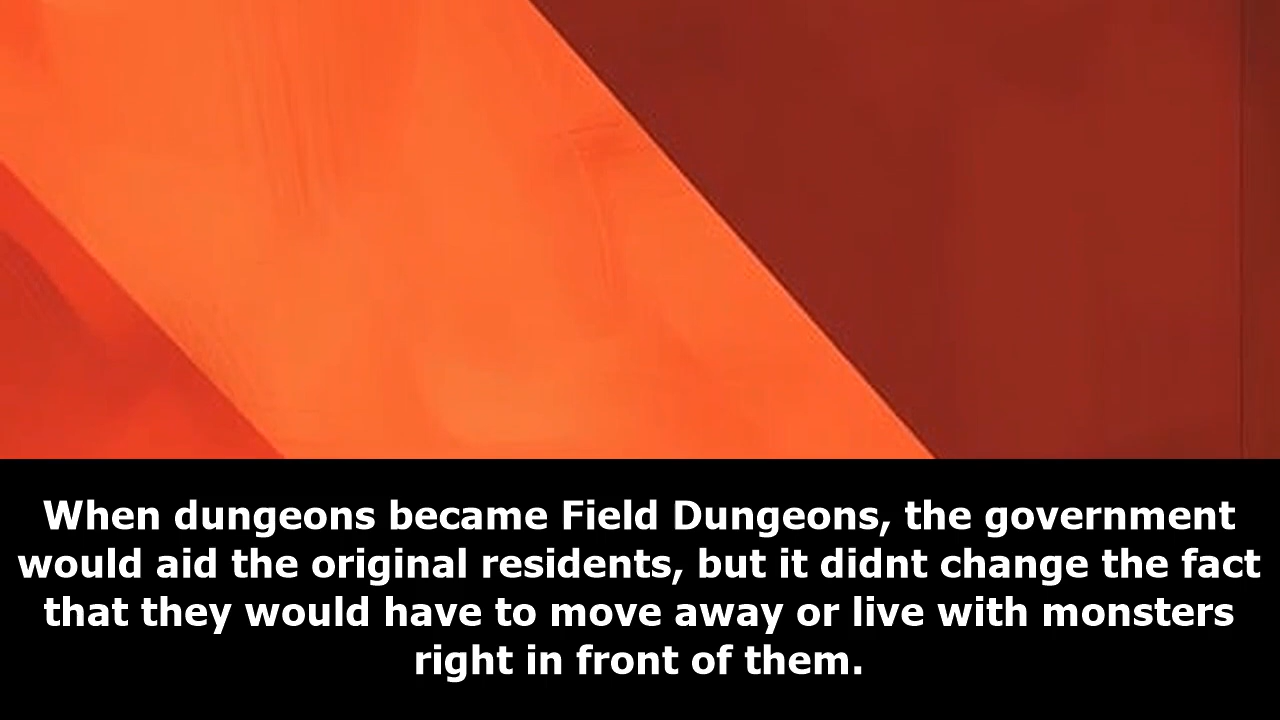 When dungeons became Field Dungeons, the government
would aid the original residents, but it didnt change the fact
that they would have to move away or live with monsters
right in front of them.